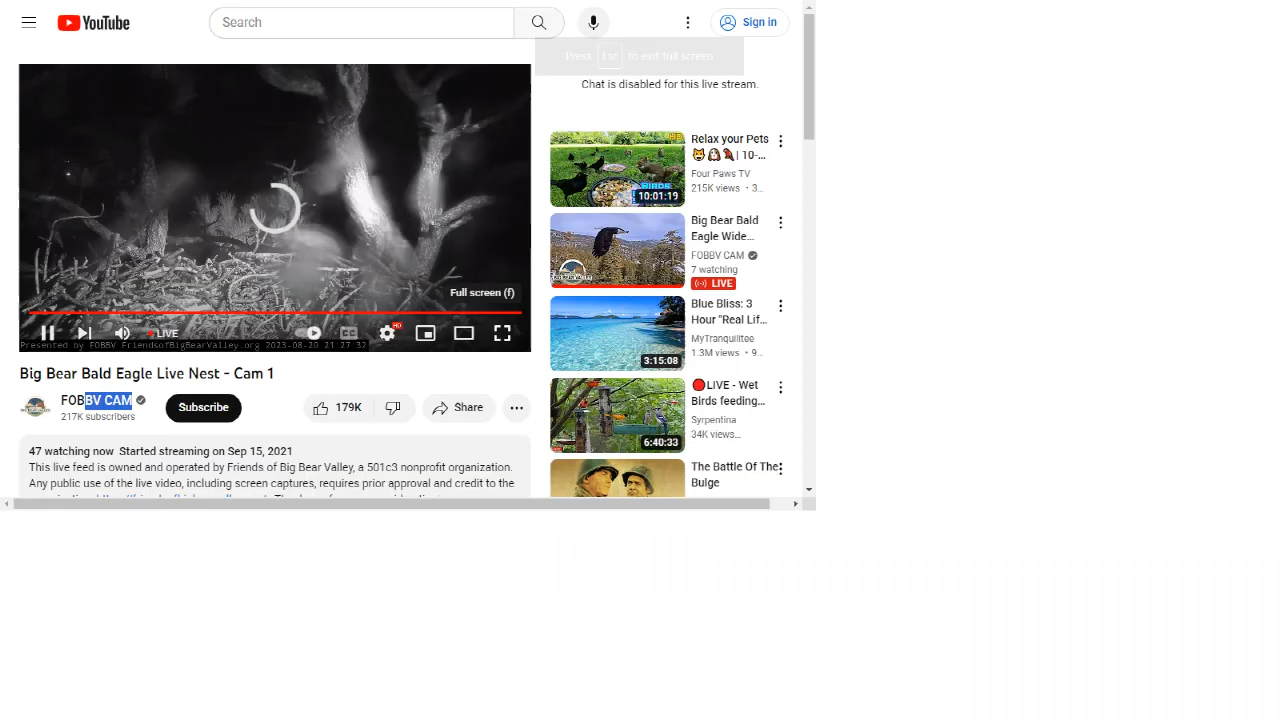 YouTube
Search
Sign in
Press Esc to exit full screen
Chat is disabled for this live stream.
Full screen (f)
LIVE
CC
HD
Presented by FOBBV FriendsofBigBearValley.org 2023-08-20 21:27:32
Big Bear Bald Eagle Live Nest - Cam 1
FOBBV CAM
217K subscribers
Subscribe
179K
Share
47 watching now Started streaming on Sep 15, 2021
This live feed is owned and operated by Friends of Big Bear Valley, a 501c3 nonprofit organization.
Any public use of the live video, including screen captures, requires prior approval and credit to the
HD
BIRDS
10:01:19
Relax your Pets
| 10-...
Four Paws TV
215K views • 3...
Big Bear Bald
Eagle Wide...
FOBBV CAM
7 watching
LIVE
3:15:08
Blue Bliss: 3
Hour "Real Lif...
MyTranquilitee
1.3M views • 9...
6:40:33
LIVE - Wet
Birds feeding...
Syrpentina
34K views...
The Battle Of The
Bulge